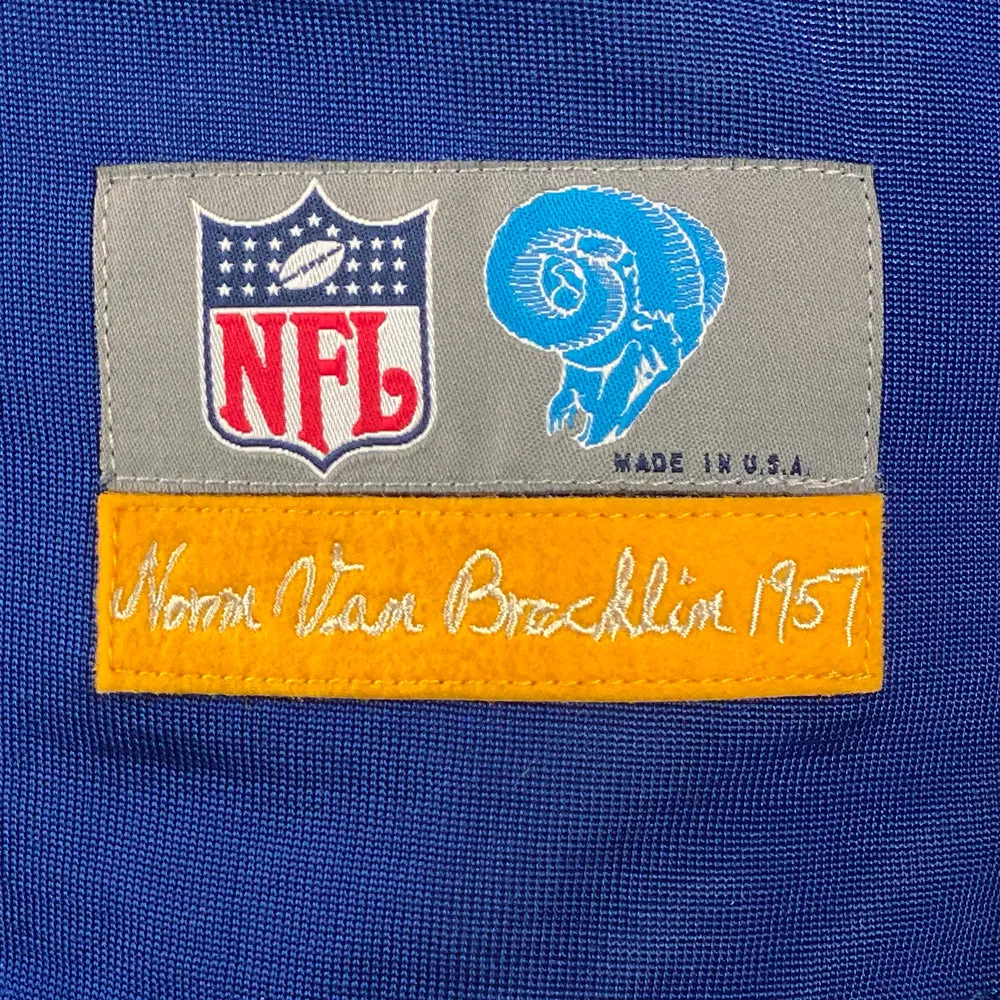 NFL
MADE IN U.S.A.
Norm Van Brocklin 1957